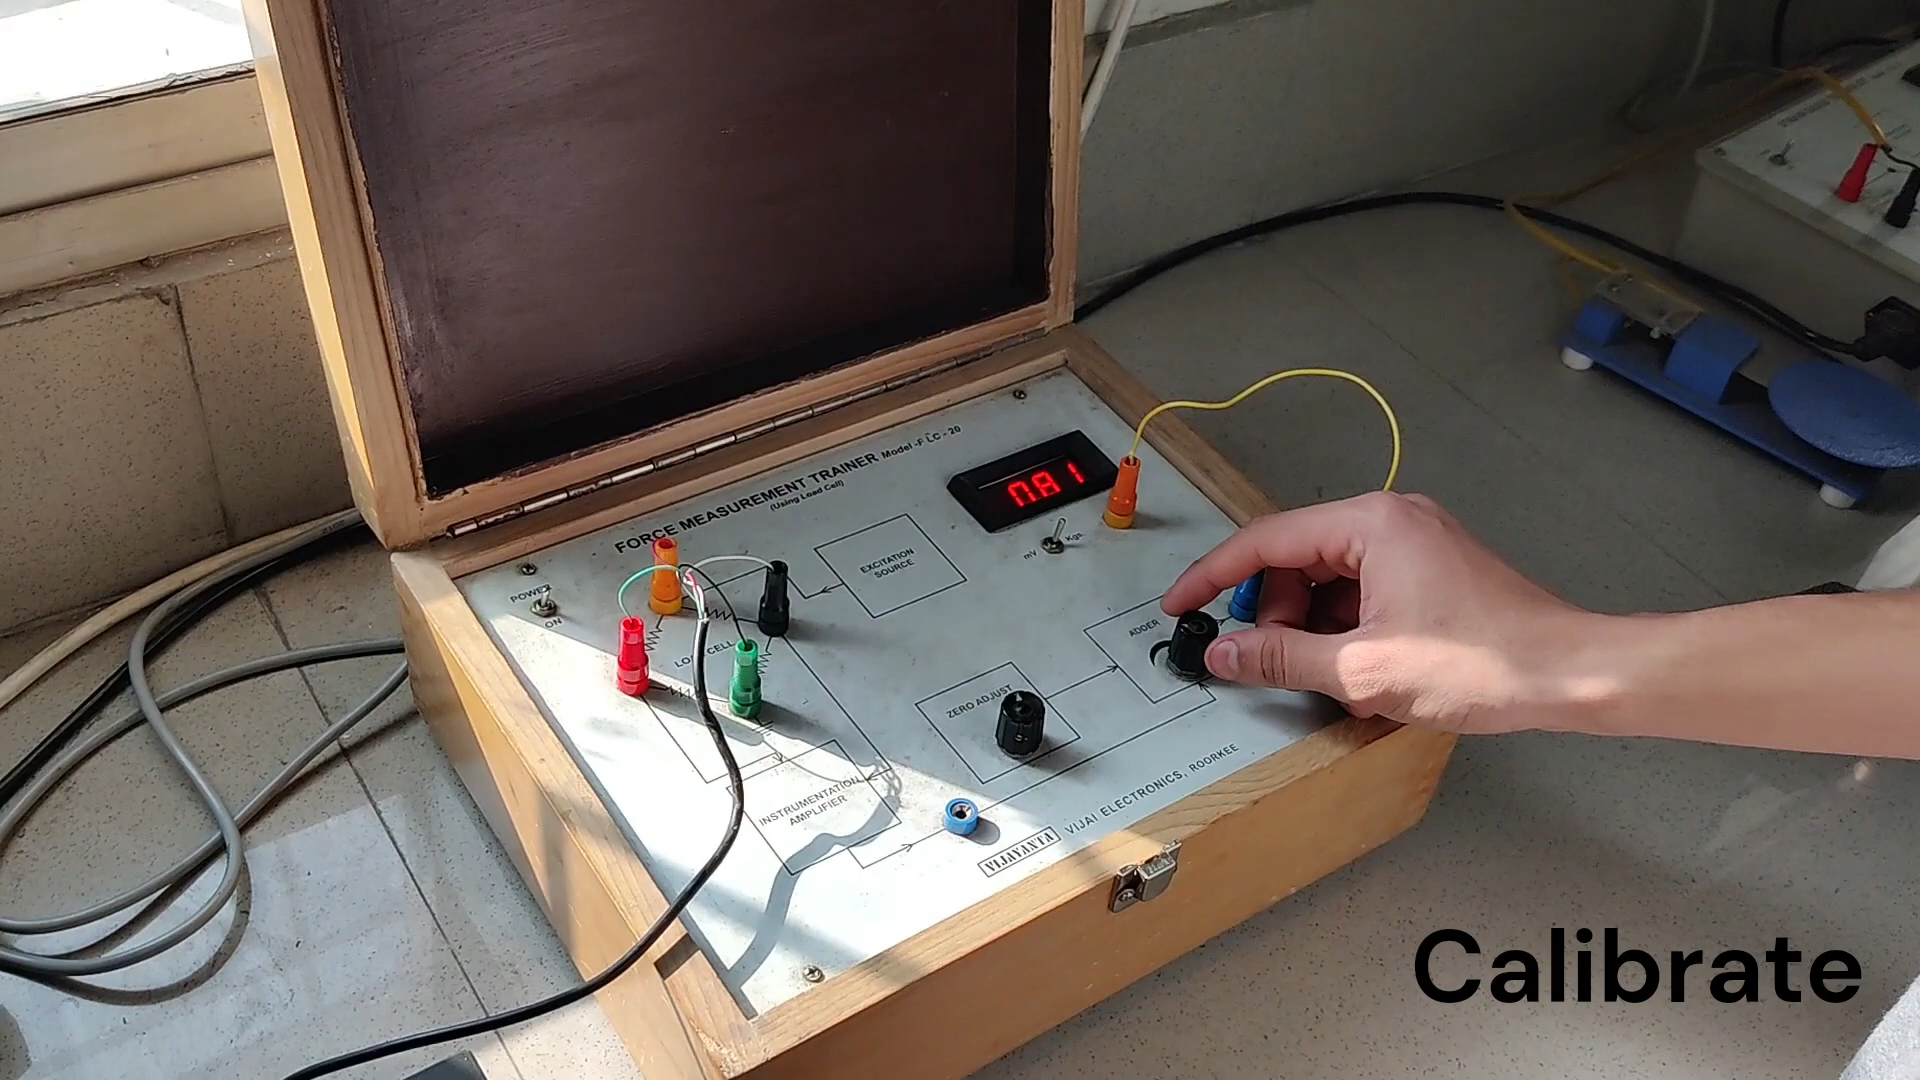 FORCE MEASUREMENT TRAINER Model -FLC - 20
(Using Load Cell)
0.81
mV
Kgs.
EXCITATION
SOURCE
POWER
ON
LOAD CELL
ADDER
ZERO ADJUST
INSTRUMENTATION
AMPLIFIER
VIJAYANTA
VIJAI ELECTRONICS, ROORKEE
Calibrate